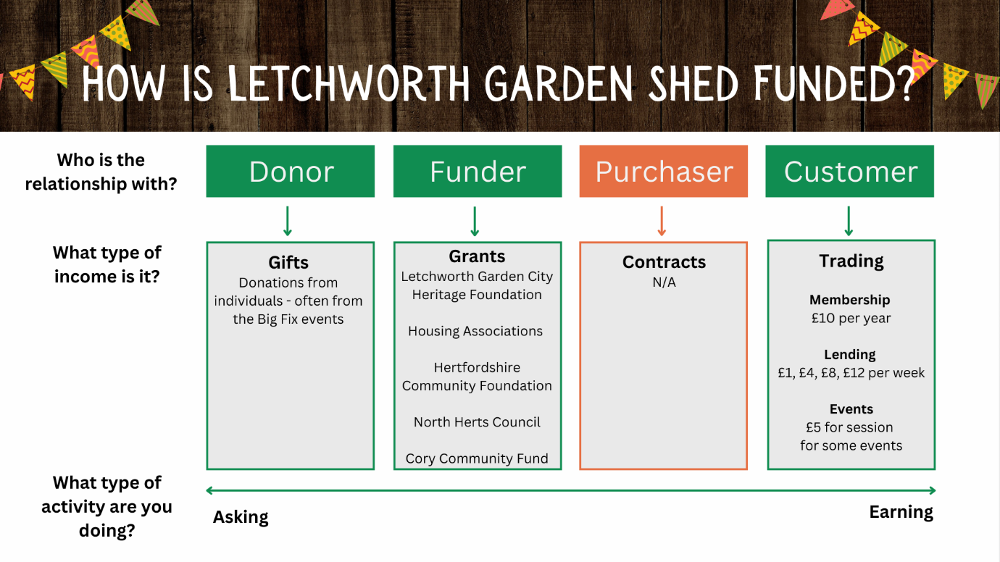 HOW IS LETCHWORTH GARDEN SHED FUNDED?
Who is the
relationship with?
Donor
Funder
Purchaser
Customer
What type of
income is it?
Gifts
Donations from
individuals - often from
the Big Fix events
Grants
Letchworth Garden City
Heritage Foundation
Housing Associations
Hertfordshire
Community Foundation
North Herts Council
Cory Community Fund
Contracts
N/A
Trading
Membership
£10 per year
Lending
£1, £4, £8, £12 per week
Events
£5 for session
for some events
What type of
activity are you
doing?
Asking
Earning